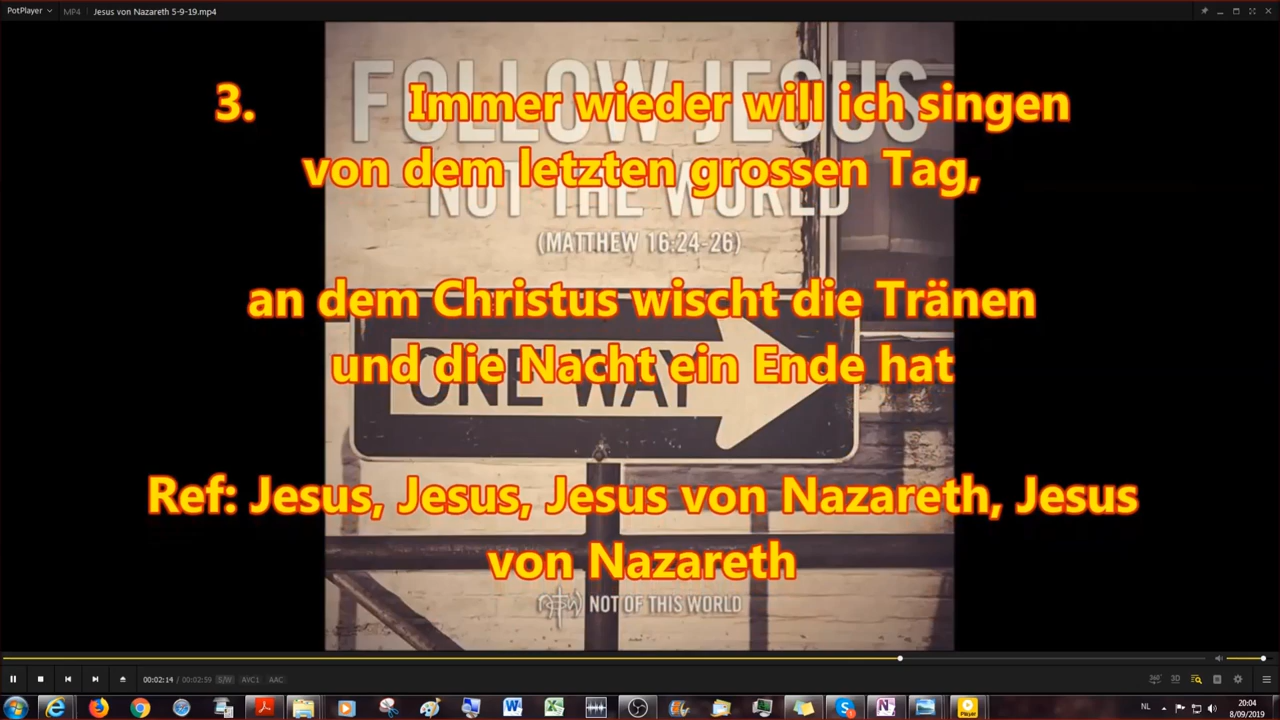 PotPlayer MP4 Jesus von Nazareth 5-9-19.mp4
FOLLOW JESUS
3. Immer wieder will ich singen
von dem letzten grossen Tag,
NOT THE WORLD
(MATTHEW 16:24-26)
an dem Christus wischt die Tränen
und die Nacht ein Ende hat
ONE WAY
Ref: Jesus, Jesus, Jesus von Nazareth, Jesus
von Nazareth
NOT OF THIS WORLD
00:02:14 / 00:02:59 S/W AVC1 AAC
360° 3D
NL 20:04
8/09/2019